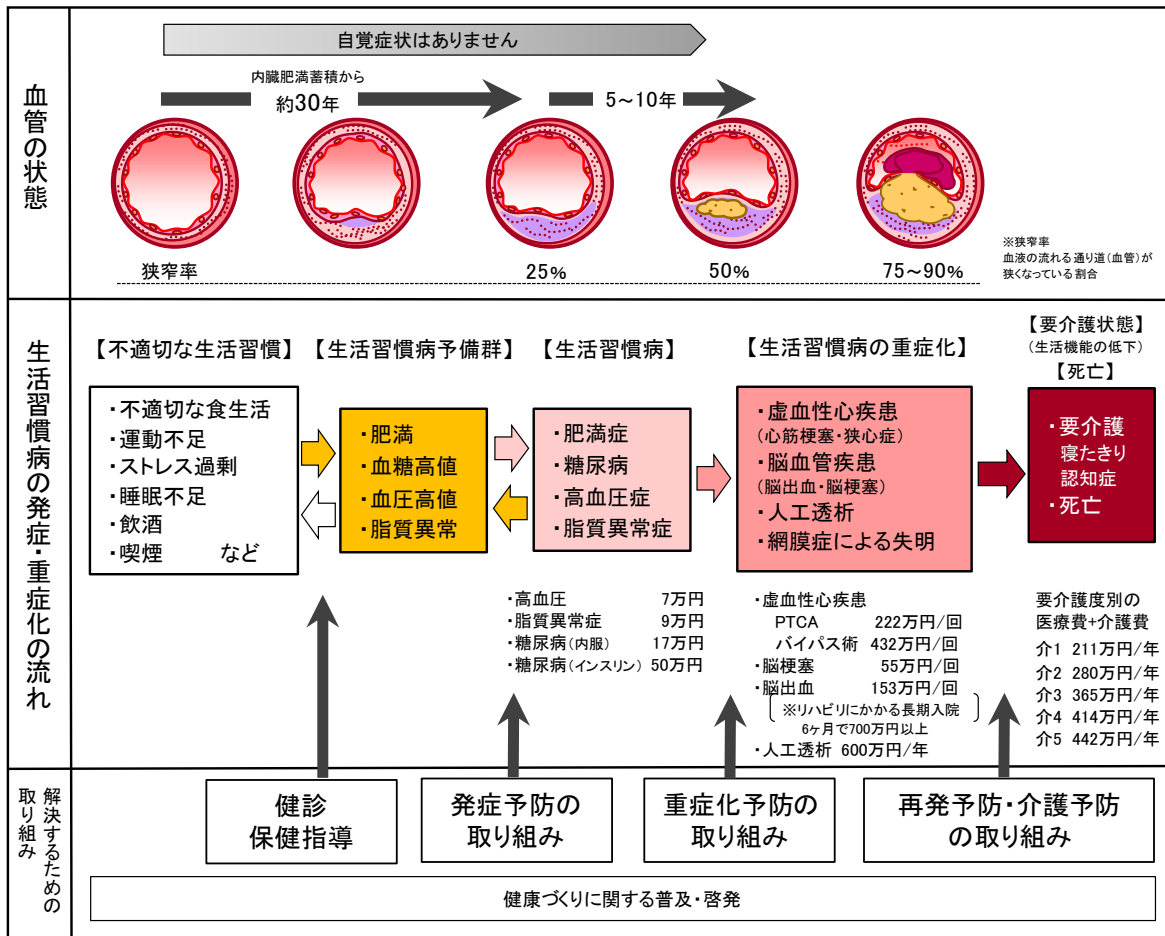 血管の状態
自覚症状はありません
内臓肥満蓄積から
約30年
5～10年
狭窄率
25%
50%
75～90%
※狭窄率
血液の流れる通り道(血管)が
狭くなっている割合
生活習慣病の発症・重症化の流れ
【不適切な生活習慣】
・不適切な食生活
・運動不足
・ストレス過剰
・睡眠不足
・飲酒
・喫煙 など
【生活習慣病予備群】
・肥満
・血糖高値
・血圧高値
・脂質異常
【生活習慣病】
・肥満症
・糖尿病
・高血圧症
・脂質異常症
・高血圧 7万円
・脂質異常症 9万円
・糖尿病(内服) 17万円
・糖尿病(インスリン) 50万円
【生活習慣病の重症化】
・虚血性心疾患
(心筋梗塞・狭心症)
・脳血管疾患
(脳出血・脳梗塞)
・人工透析
・網膜症による失明
・虚血性心疾患
PTCA 222万円/回
バイパス術 432万円/回
・脳梗塞 55万円/回
・脳出血 153万円/回
※リハビリにかかる長期入院
6ヶ月で700万円以上
・人工透析 600万円/年
【要介護状態】
(生活機能の低下)
【死亡】
・要介護
寝たきり
認知症
・死亡
要介護度別の
医療費+介護費
介1 211万円/年
介2 280万円/年
介3 365万円/年
介4 414万円/年
介5 442万円/年
解決するための
取り組み
健診
保健指導
発症予防の
取り組み
重症化予防の
取り組み
再発予防・介護予防
の取り組み
健康づくりに関する普及・啓発